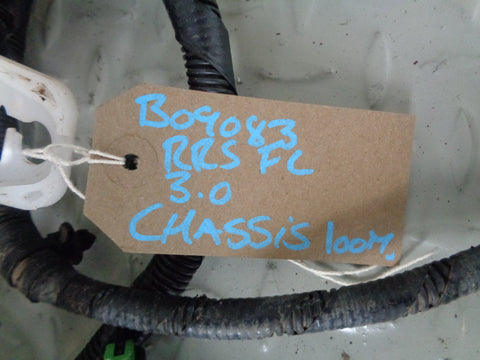 B09083
RRS FL
3.0
CHASSiS looM,